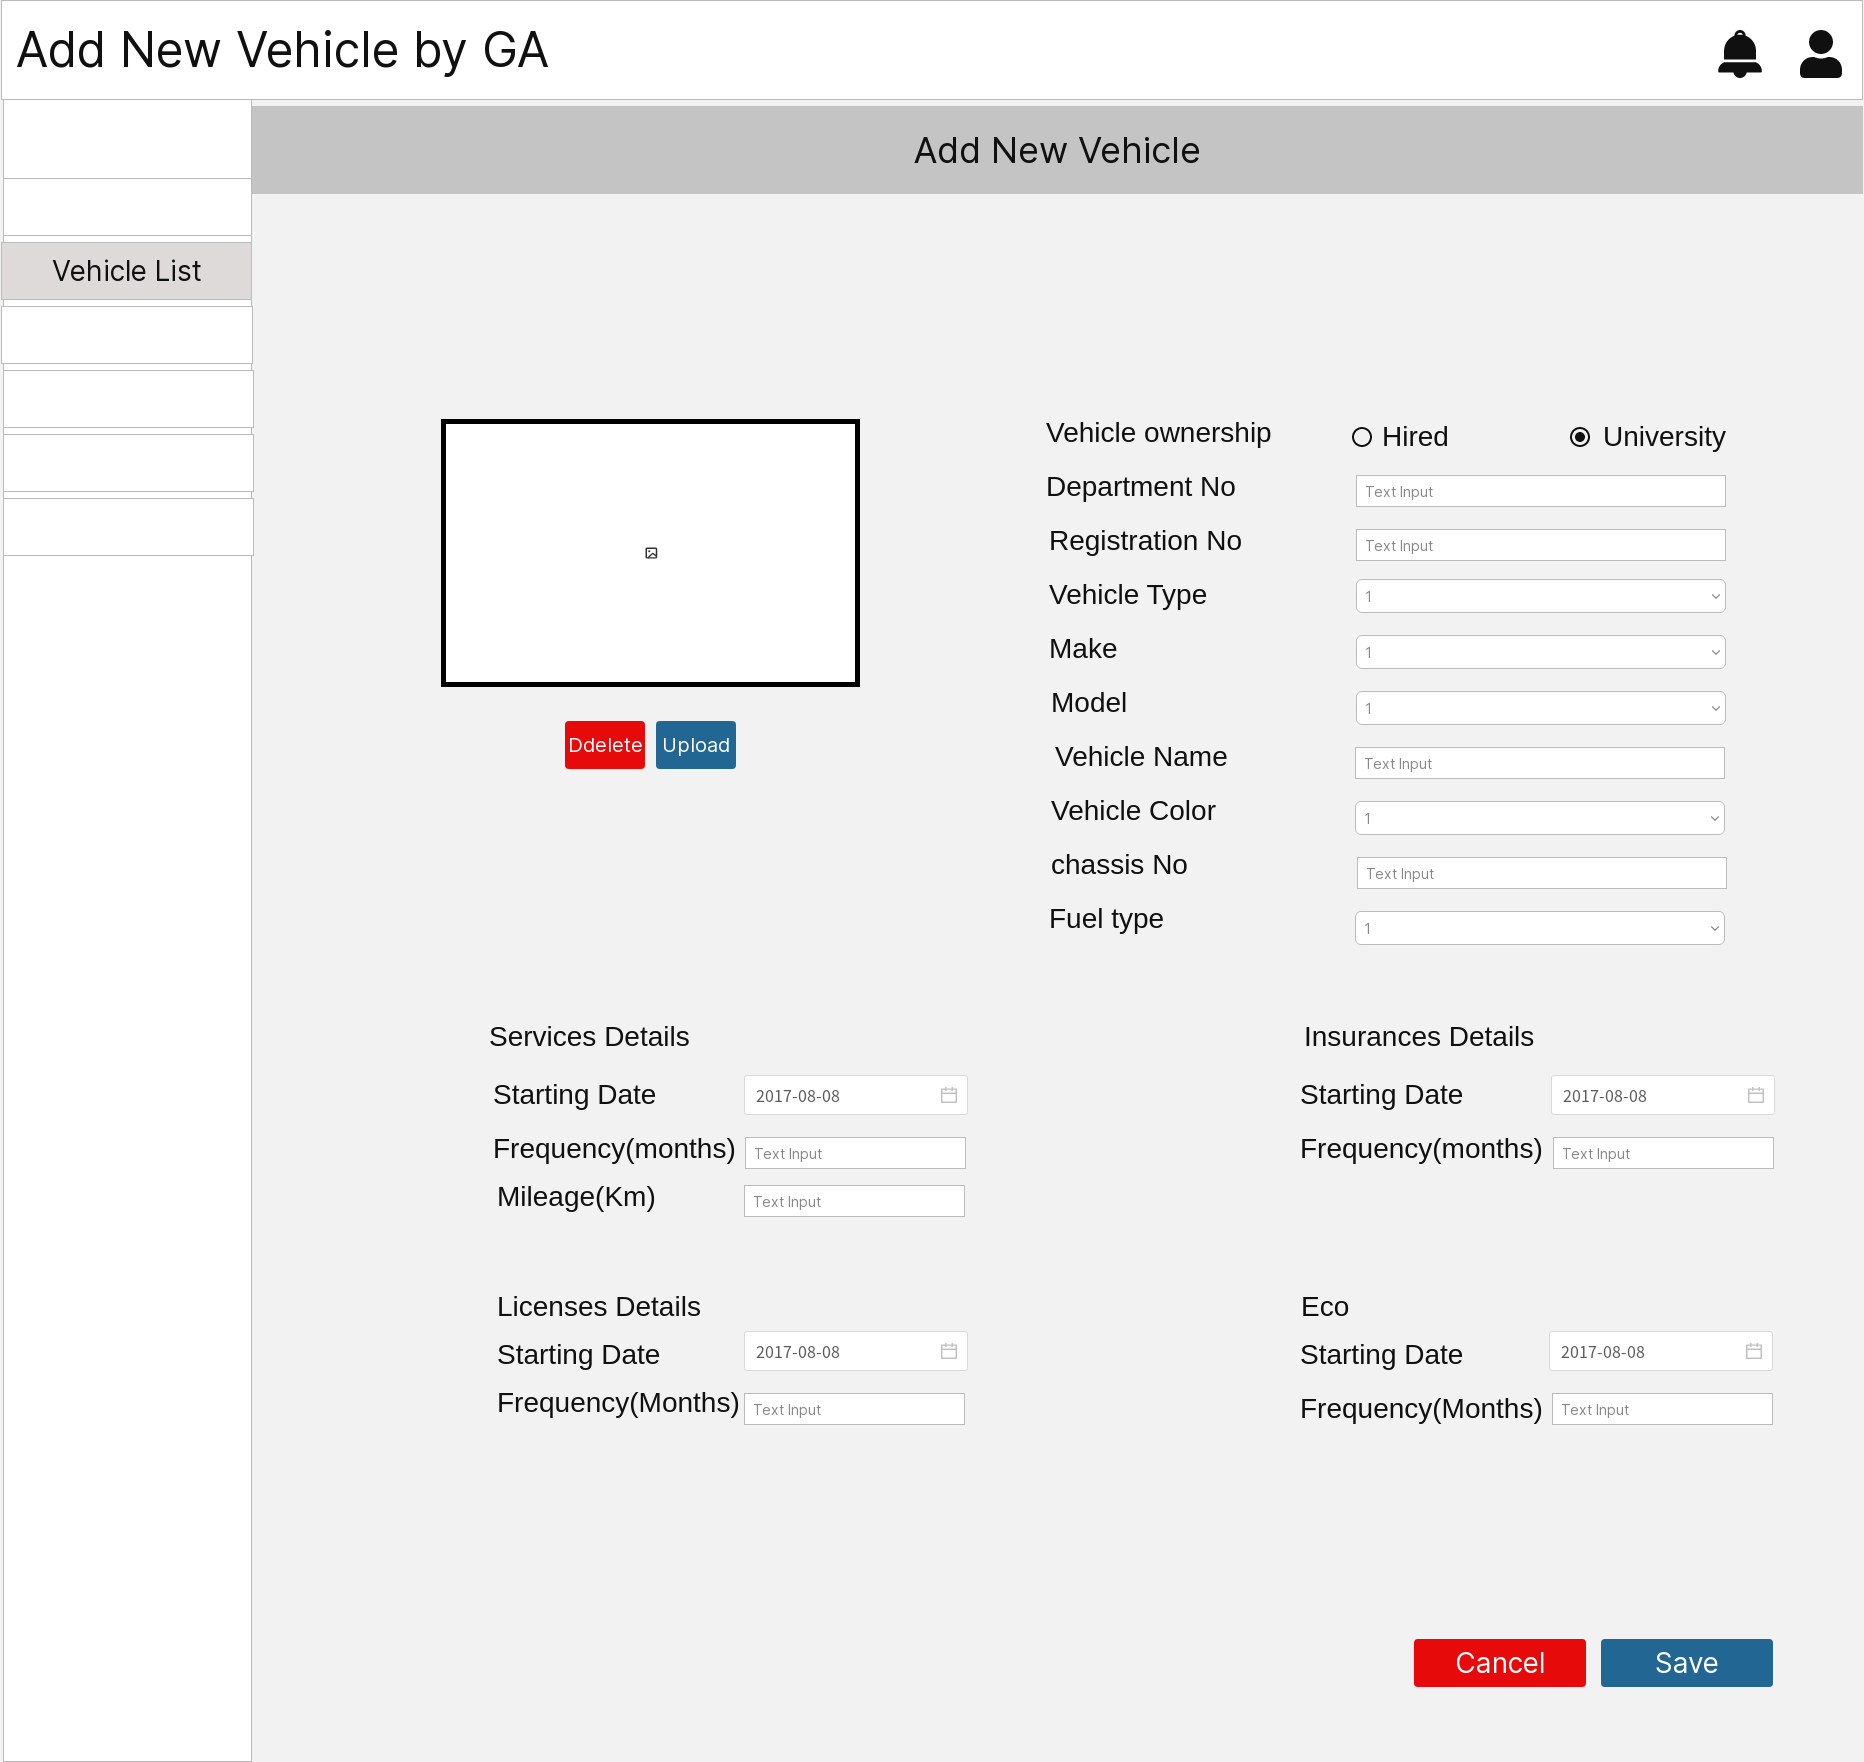 Add New Vehicle by GA
Add New Vehicle
Vehicle List
Vehicle ownership Hired University
Department No Text Input
Registration No Text Input
Vehicle Type 1
Make 1
Model 1
Vehicle Name Text Input
Vehicle Color 1
chassis No Text Input
Fuel type 1
Ddelete Upload
Services Details
Starting Date 2017-08-08
Frequency(months) Text Input
Mileage(Km) Text Input
Insurances Details
Starting Date 2017-08-08
Frequency(months) Text Input
Licenses Details
Starting Date 2017-08-08
Frequency(Months) Text Input
Eco
Starting Date 2017-08-08
Frequency(Months) Text Input
Cancel Save